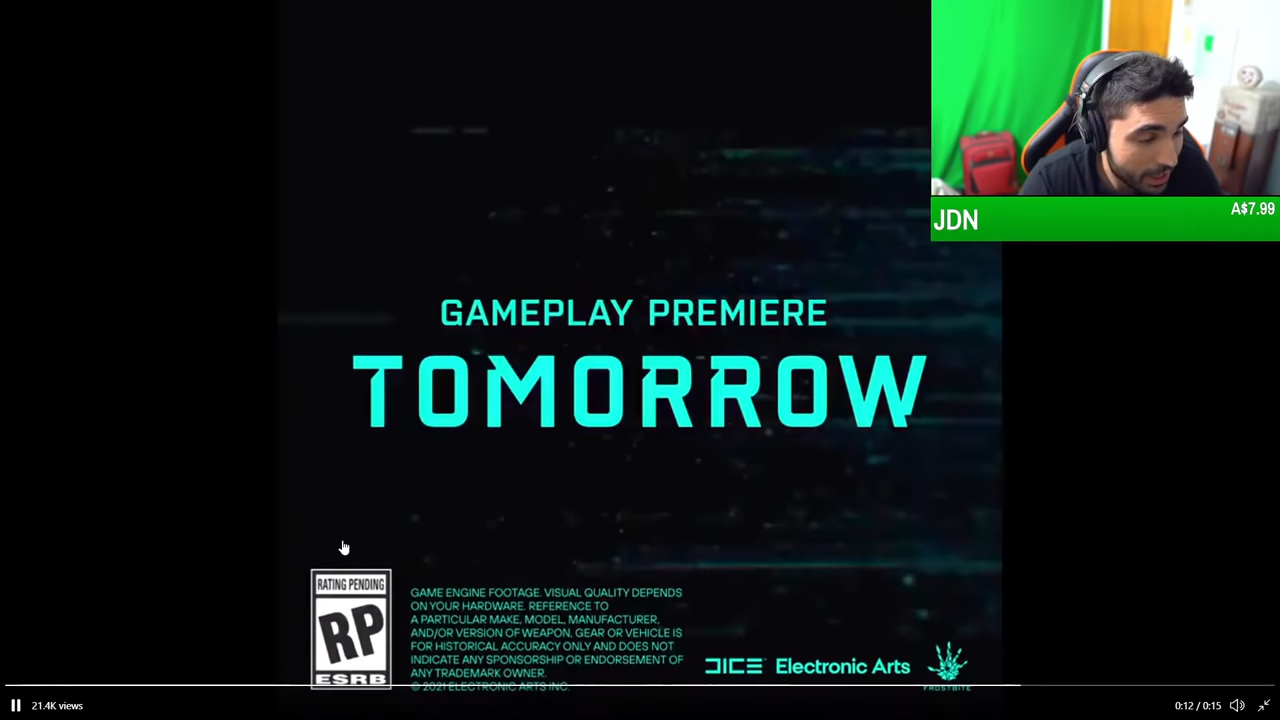 JDN
A$7.99
GAMEPLAY PREMIERE
TOMORROW
RATING PENDING
RP
ESRB
GAME ENGINE FOOTAGE. VISUAL QUALITY DEPENDS
ON YOUR HARDWARE. REFERENCE TO
A PARTICULAR MAKE, MODEL, MANUFACTURER,
AND/OR VERSION OF WEAPON, GEAR OR VEHICLE IS
FOR HISTORICAL ACCURACY ONLY AND DOES NOT
INDICATE ANY SPONSORSHIP OR ENDORSEMENT OF
ANY TRADEMARK OWNER.
© 2021 ELECTRONIC ARTS INC.
DICE
Electronic Arts
FROSTBITE
21.4K views
0:12 / 0:15